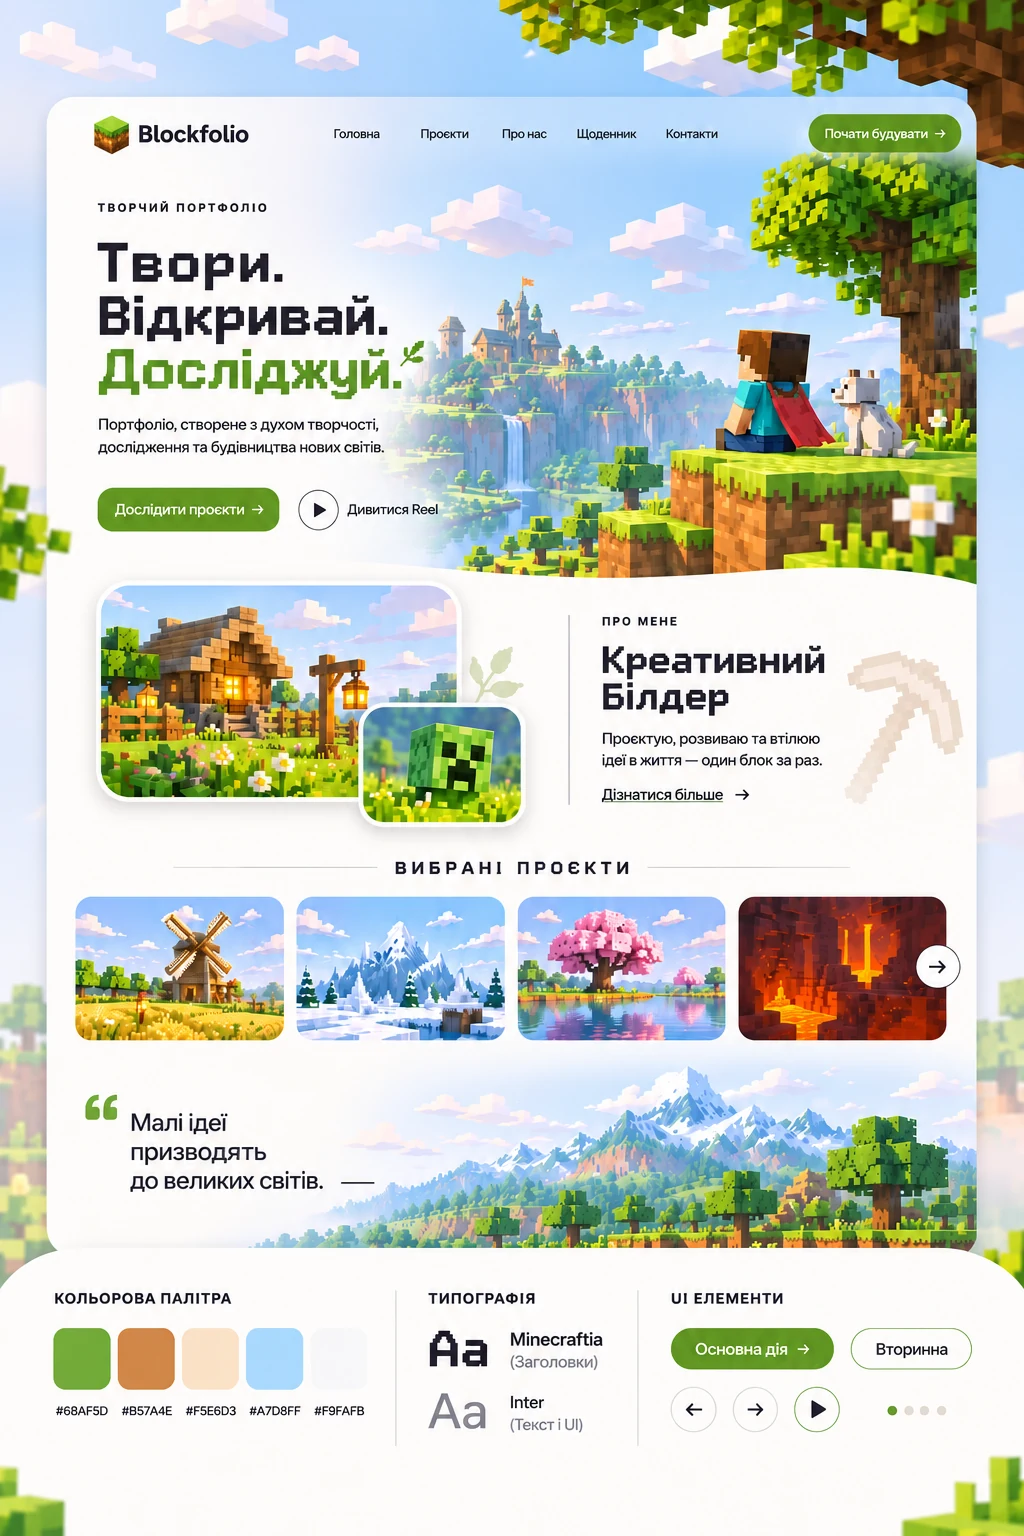 Blockfolio
Головна
Проєкти
Про нас
Щоденник
Контакти
Почати будувати →
ТВОРЧИЙ ПОРТФОЛІО
Твори.
Відкривай.
Досліджуй.
Портфоліо, створене з духом творчості,
дослідження та будівництва нових світів.
Дослідити проєкти →
Дивитися Reel
ПРО МЕНЕ
Креативний
Білдер
Проєктую, розвиваю та втілюю
ідеї в життя — один блок за раз.
Дізнатися більше →
ВИБРАНІ ПРОЄКТИ
“
Малі ідеї
призводять
до великих світів. —
КОЛЬОРОВА ПАЛІТРА
#68AF5D #B57A4E #F5E6D3 #A7D8FF #F9FAFB
ТИПОГРАФІЯ
Aa
Minecraftia
(Заголовки)
Aa
Inter
(Текст і UI)
UI ЕЛЕМЕНТИ
Основна дія →
Вторинна